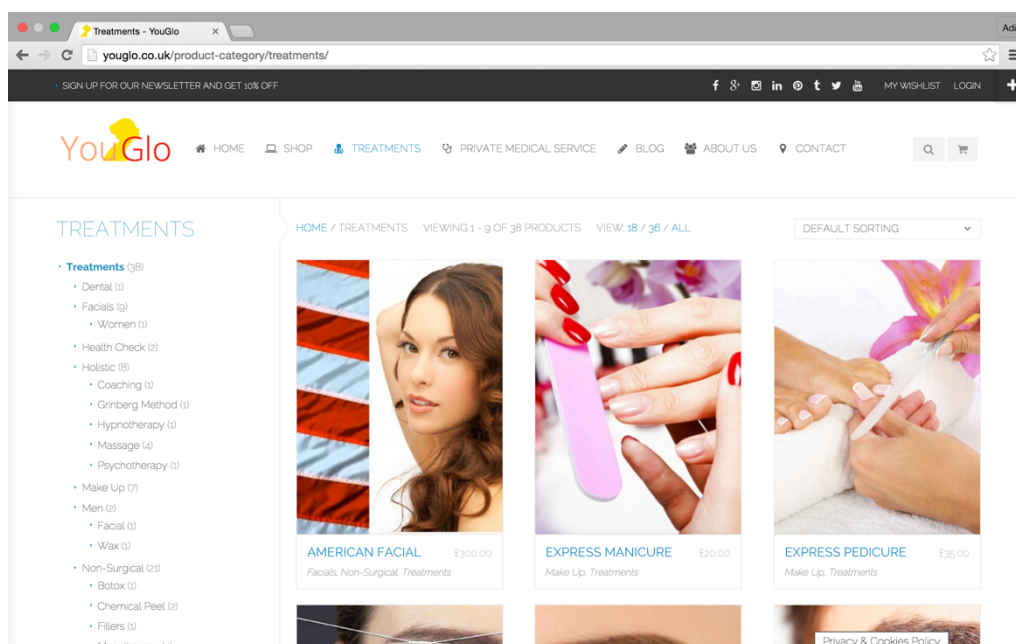 Treatments - YouGlo
Adi
youglo.co.uk/product-category/treatments/
SIGN UP FOR OUR NEWSLETTER AND GET 10% OFF
MY WISHLIST LOGIN
YouGlo
HOME SHOP TREATMENTS PRIVATE MEDICAL SERVICE BLOG ABOUT US CONTACT
TREATMENTS
HOME / TREATMENTS VIEWING 1 - 9 OF 38 PRODUCTS VIEW 18 / 36 / ALL
DEFAULT SORTING
Treatments (38)
Dental (1)
Facials (9)
Women (1)
Health Check (2)
Holistic (8)
Coaching (1)
Grinberg Method (1)
Hypnotherapy (1)
Massage (4)
Psychotherapy (1)
Make Up (7)
Men (2)
Facial (1)
Wax (1)
Non-Surgical (21)
Botox (1)
Chemical Peel (2)
Fillers (1)
AMERICAN FACIAL £300.00
Facials, Non-Surgical, Treatments
EXPRESS MANICURE £20.00
Make Up, Treatments
EXPRESS PEDICURE £35.00
Make Up, Treatments
Privacy & Cookies Policy